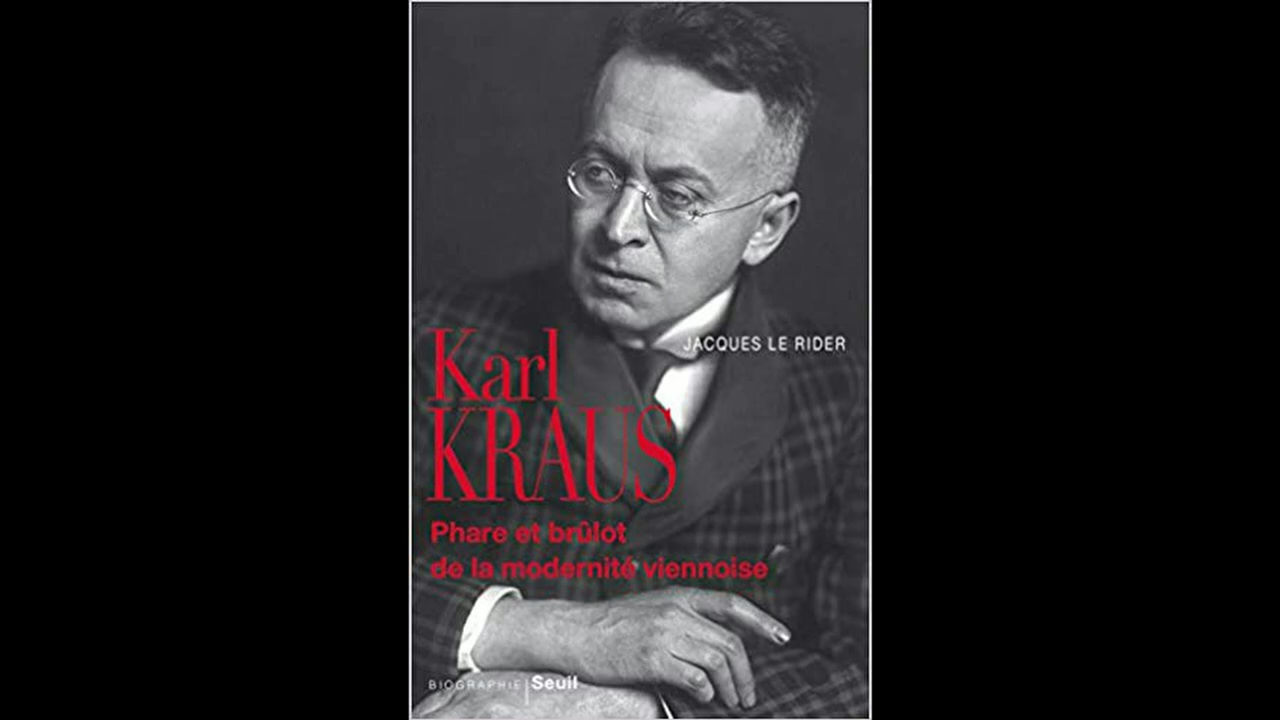 JACQUES LE RIDER
Karl
KRAUS
Phare et brûlot
de la modernité viennoise
BIOGRAPHIE Seuil